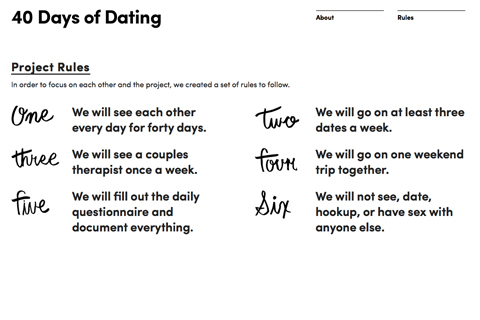 40 Days of Dating
About
Rules
Project Rules
In order to focus on each other and the project, we created a set of rules to follow.
One
We will see each other
every day for forty days.
two
We will go on at least three
dates a week.
three
We will see a couples
therapist once a week.
four
We will go on one weekend
trip together.
five
We will fill out the daily
questionnaire and
document everything.
Six
We will not see, date,
hookup, or have sex with
anyone else.